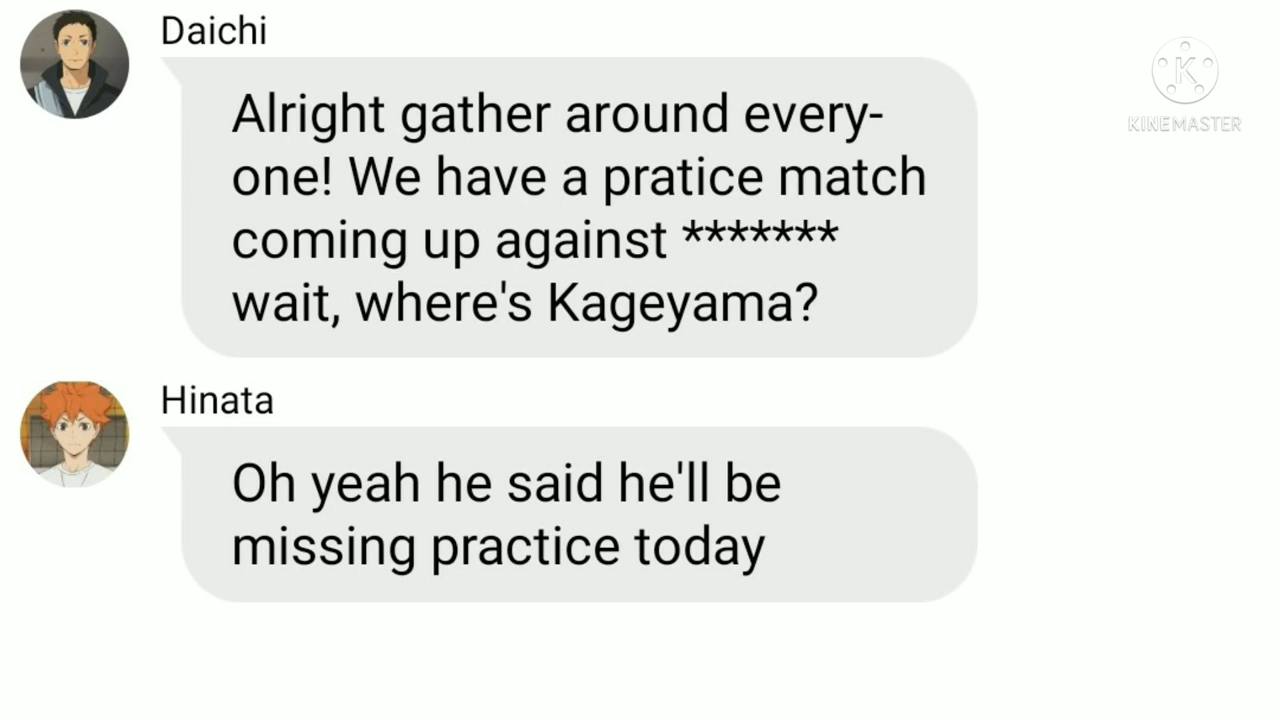 Daichi
Alright gather around every-
one! We have a pratice match
coming up against *******
wait, where's Kageyama?
Hinata
Oh yeah he said he'll be
missing practice today
K
KINEMASTER